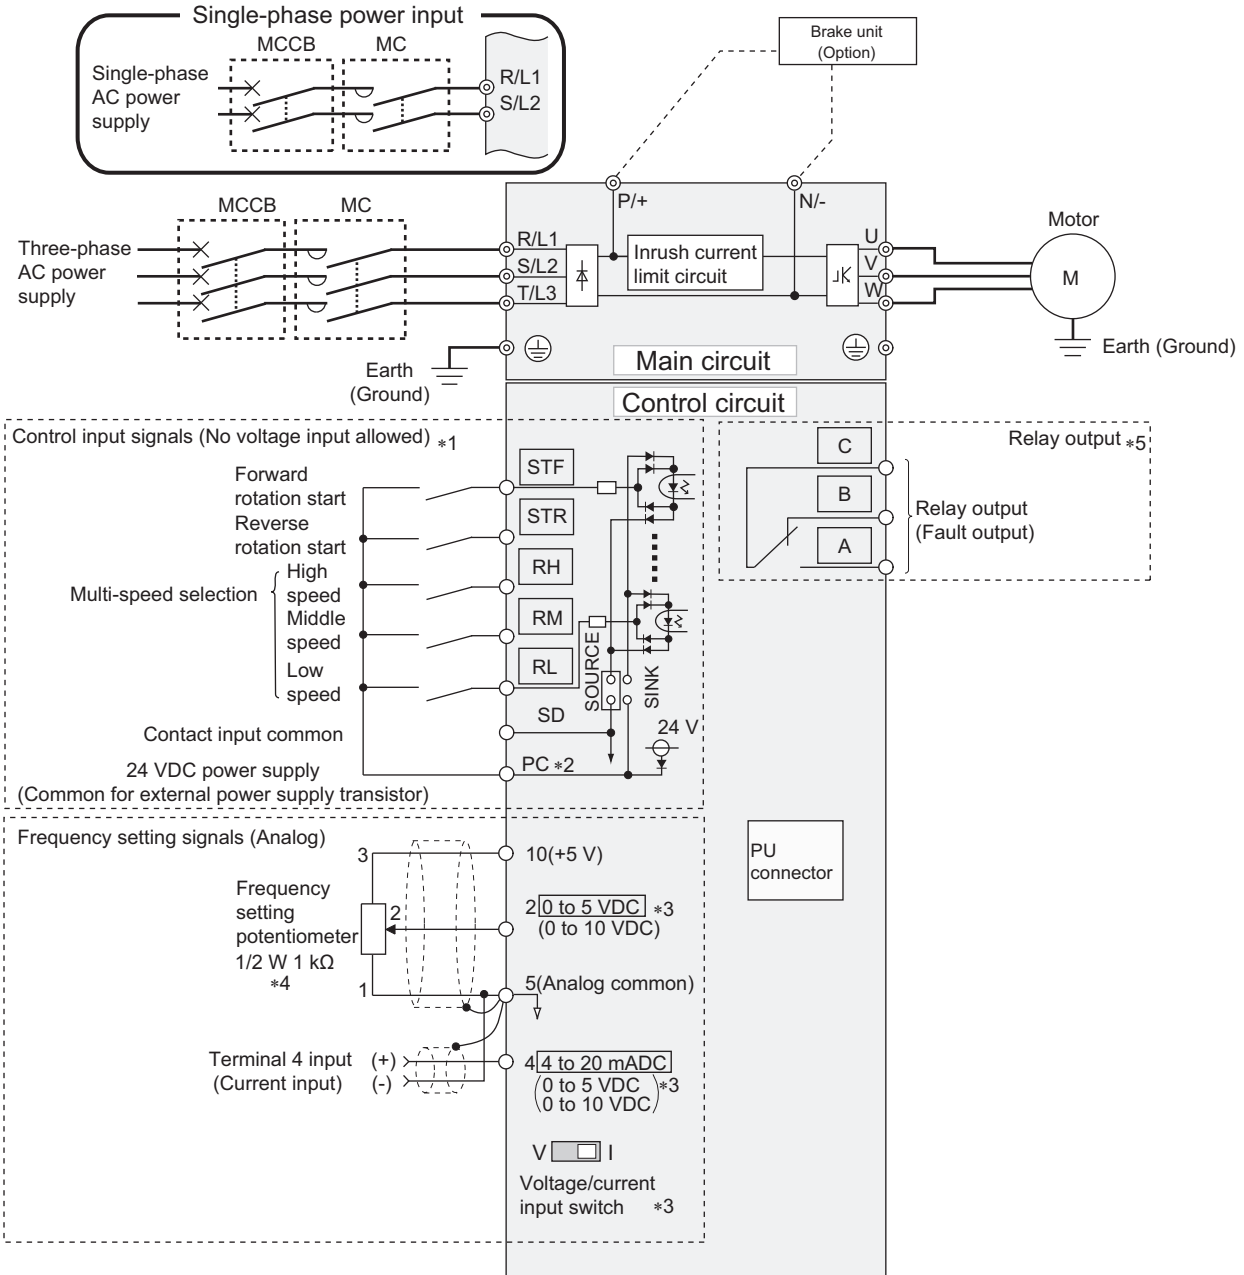 Single-phase power input
MCCB
MC
Single-phase
AC power
supply
R/L1
S/L2
Brake unit
(Option)
P/+
N/-
MCCB
MC
Three-phase
AC power
supply
R/L1
S/L2
T/L3
Inrush current
limit circuit
U
V
W
Motor
M
Earth (Ground)
Earth
(Ground)
Main circuit
Control circuit
Control input signals (No voltage input allowed) *1
Forward
rotation start
Reverse
rotation start
Multi-speed selection
High
speed
Middle
speed
Low
speed
Contact input common
24 VDC power supply
(Common for external power supply transistor)
STF
STR
RH
RM
RL
SD
PC *2
SOURCE
SINK
24 V
Relay output *5
C
B
A
Relay output
(Fault output)
Frequency setting signals (Analog)
3
2
1
Frequency
setting
potentiometer
1/2 W 1 kΩ
*4
10(+5 V)
2 0 to 5 VDC *3
(0 to 10 VDC)
5(Analog common)
Terminal 4 input (+)
(Current input) (-)
4 4 to 20 mADC
(0 to 5 VDC
0 to 10 VDC) *3
V I
Voltage/current
input switch *3
PU
connector